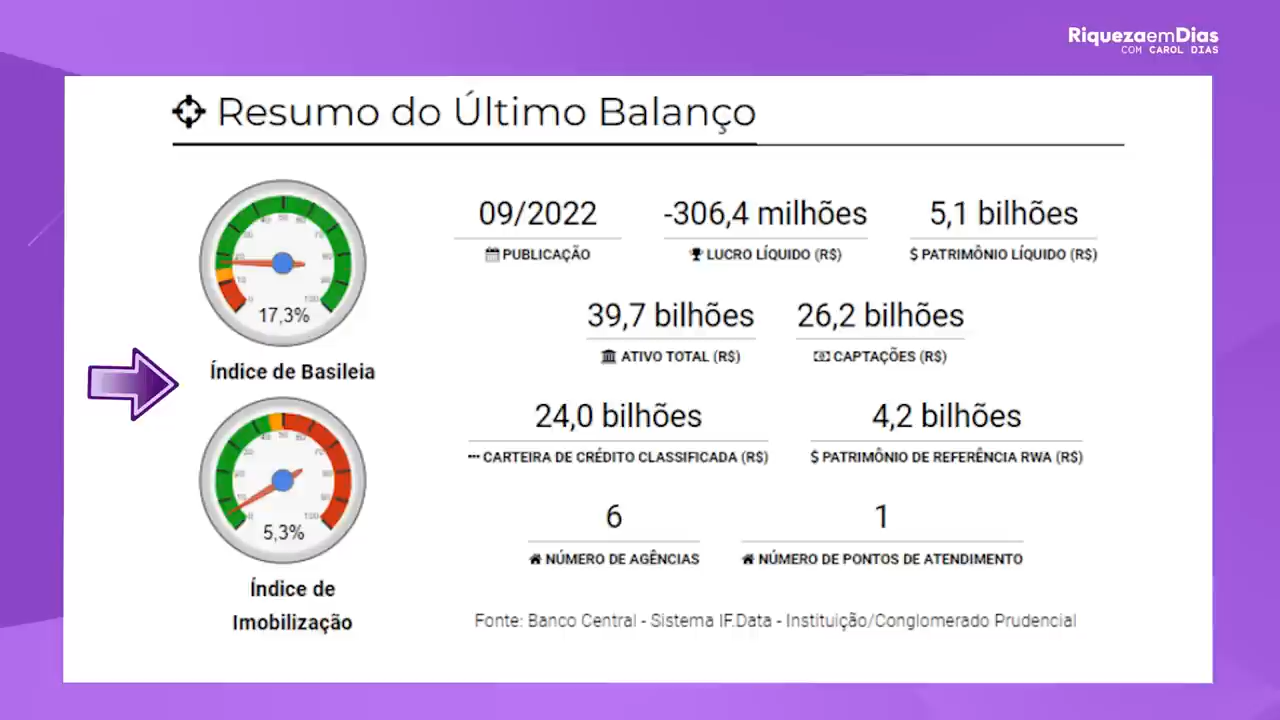 RiquezaemDias
COM CAROL DIAS
Resumo do Último Balanço
17,3%
Índice de Basileia
5,3%
Índice de
Imobilização
09/2022
PUBLICAÇÃO
-306,4 milhões
LUCRO LÍQUIDO (R$)
5,1 bilhões
$ PATRIMÔNIO LÍQUIDO (R$)
39,7 bilhões
ATIVO TOTAL (R$)
26,2 bilhões
CAPTAÇÕES (R$)
24,0 bilhões
CARTEIRA DE CRÉDITO CLASSIFICADA (R$)
4,2 bilhões
$ PATRIMÔNIO DE REFERÊNCIA RWA (R$)
6
NÚMERO DE AGÊNCIAS
1
NÚMERO DE PONTOS DE ATENDIMENTO
Fonte: Banco Central - Sistema IF.Data - Instituição/Conglomerado Prudencial